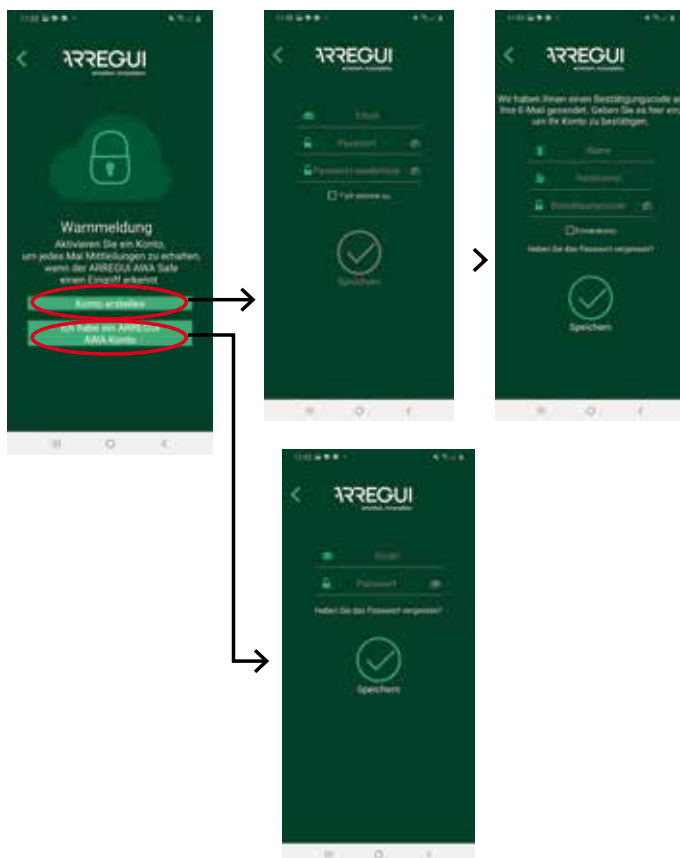 ARREGUI
Warnmeldung
Aktivieren Sie ein Konto,
um jedes Mal Mitteilungen zu erhalten,
wenn der ARREGUI AWA Safe
einen Eingriff erkennt
Konto erstellen
Ich habe ein ARREGUI
AWA Konto
ARREGUI
Email
Passwort
Passwort
Speichern
ARREGUI
Wir haben Ihnen einen Bestätigungscode an
Ihre E-Mail gesendet. Geben Sie es hier ein,
um Ihr Konto zu bestätigen.
Name
Haben Sie das Passwort vergessen?
Speichern
ARREGUI
Email
Passwort
Haben Sie das Passwort vergessen?
Speichern